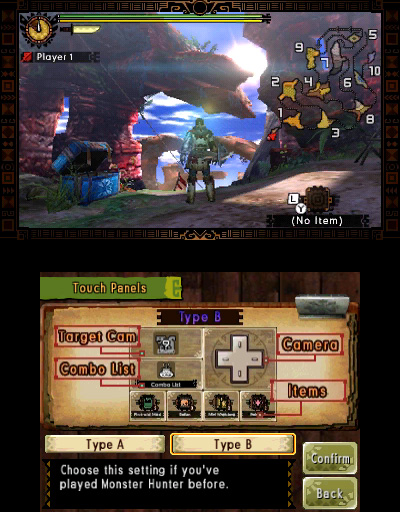 5
9
7
10
Player 1
2
4
6
1
8
3
L
Y
(No Item)
Touch Panels
Type B
Target Cam
Camera
Combo List
Combo List
Items
Type A
Type B
Confirm
Choose this setting if you've
played Monster Hunter before.
Back